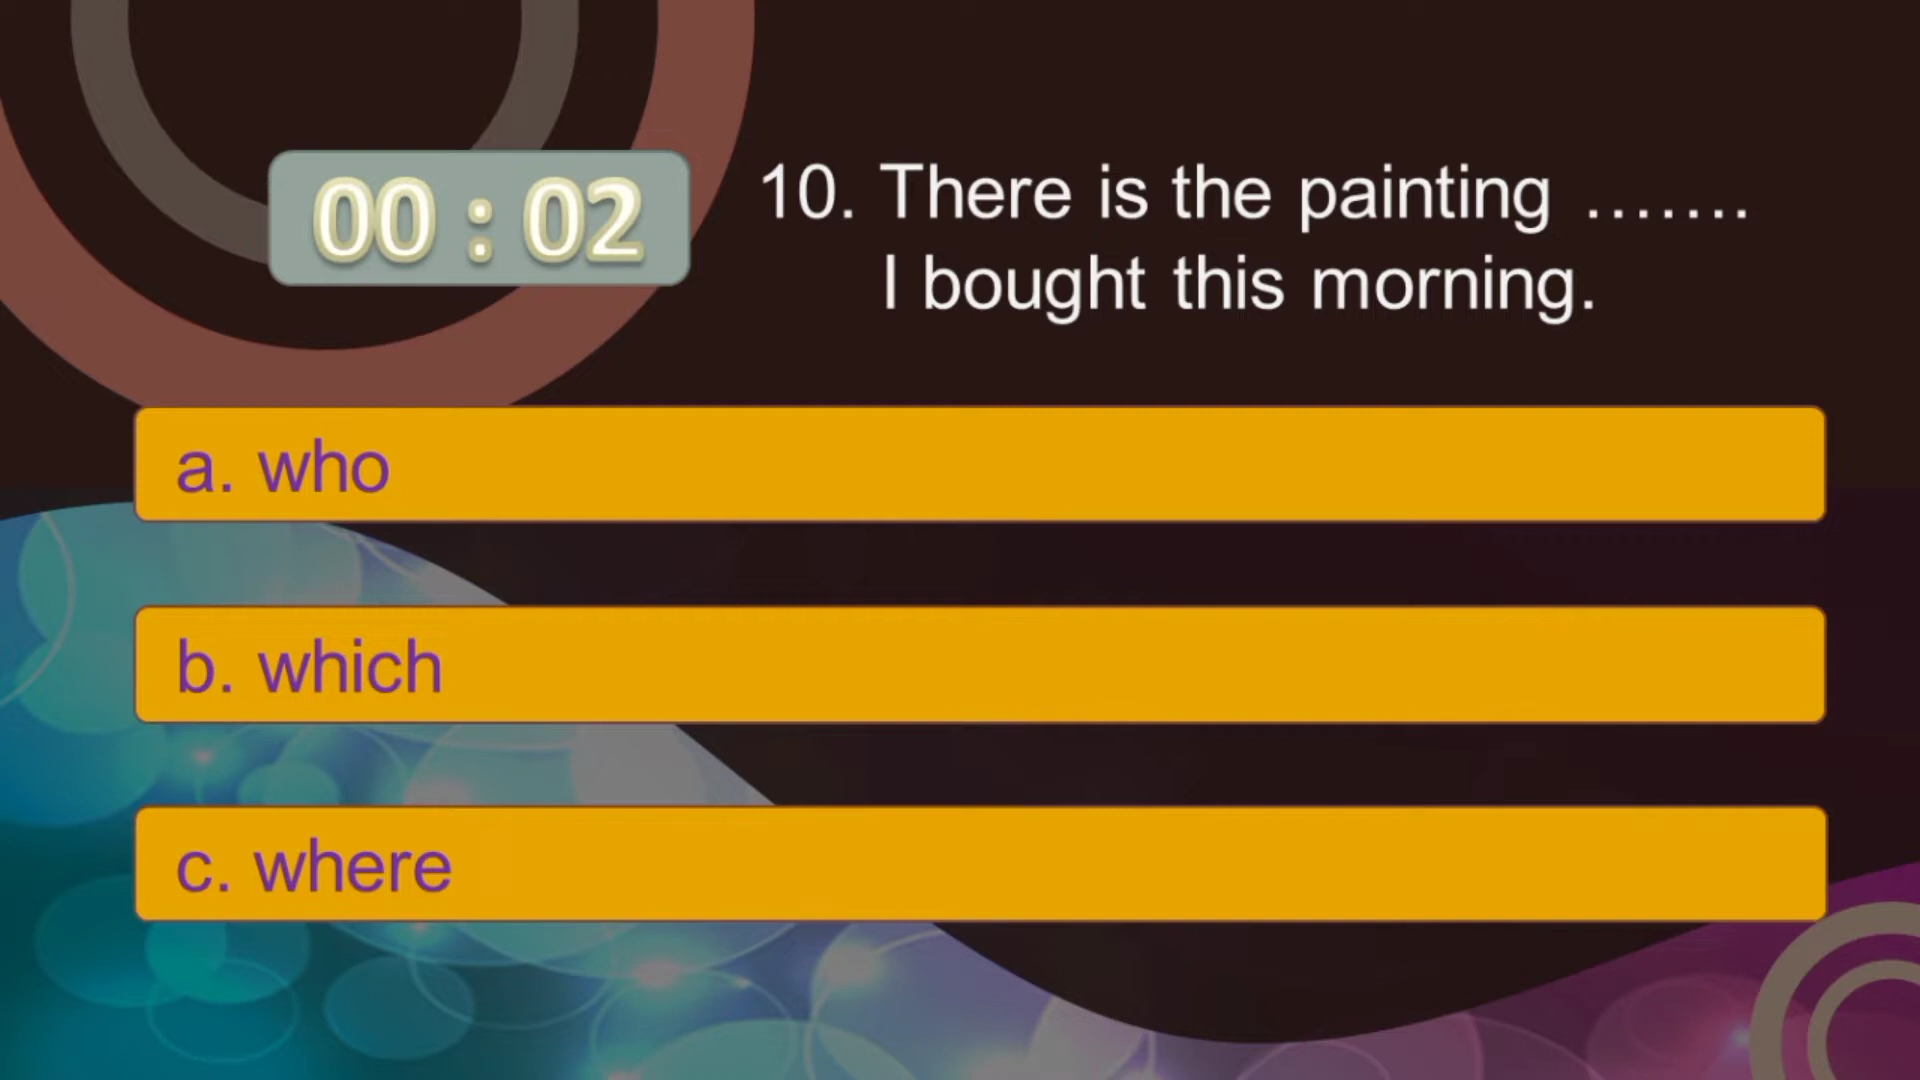 00 : 02
10. There is the painting .......
I bought this morning.
a. who
b. which
c. where